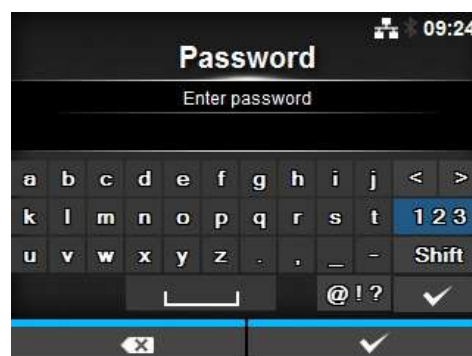 09:24
Password
Enter password
a b c d e f g h i j < >
k l m n o p q r s t 123
u v w x y z . , _ - Shift
@!?